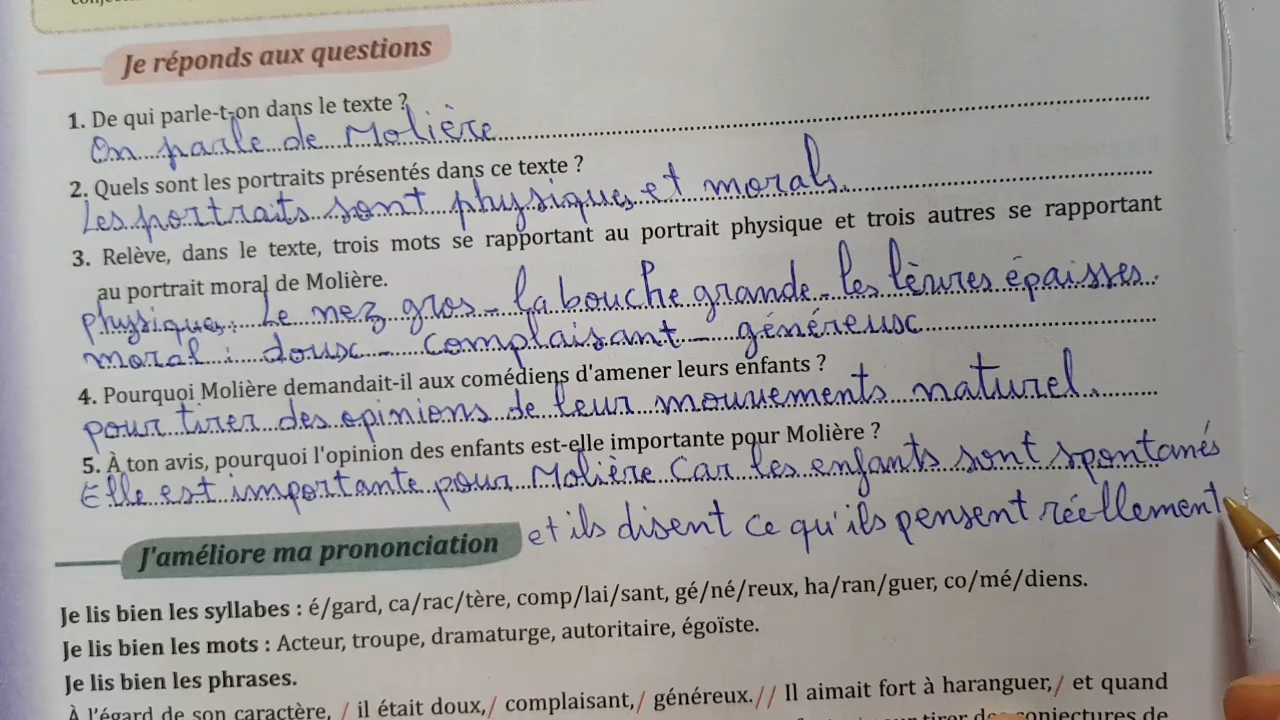 Je réponds aux questions
1. De qui parle-t-on dans le texte ?
On parle de Molière
2. Quels sont les portraits présentés dans ce texte ?
Les portraits sont physiques et morals.
3. Relève, dans le texte, trois mots se rapportant au portrait physique et trois autres se rapportant
au portrait moral de Molière.
physiques: Le nez gros - la bouche grande - les lèvres épaisses.
moral : doux - complaisant - généreux
4. Pourquoi Molière demandait-il aux comédiens d'amener leurs enfants ?
pour tirer des opinions de leur mouvements naturel.
5. À ton avis, pourquoi l'opinion des enfants est-elle importante pour Molière ?
Elle est importante pour Molière Car les enfants sont spontanés
et ils disent ce qu'ils pensent réellement
J'améliore ma prononciation
Je lis bien les syllabes : é/gard, ca/rac/tère, comp/lai/sant, gé/né/reux, ha/ran/guer, co/mé/diens.
Je lis bien les mots : Acteur, troupe, dramaturge, autoritaire, égoïste.
Je lis bien les phrases.
À l'égard de son caractère, / il était doux,/ complaisant,/ généreux.// Il aimait fort à haranguer,/ et quand
tirer des conjectures de